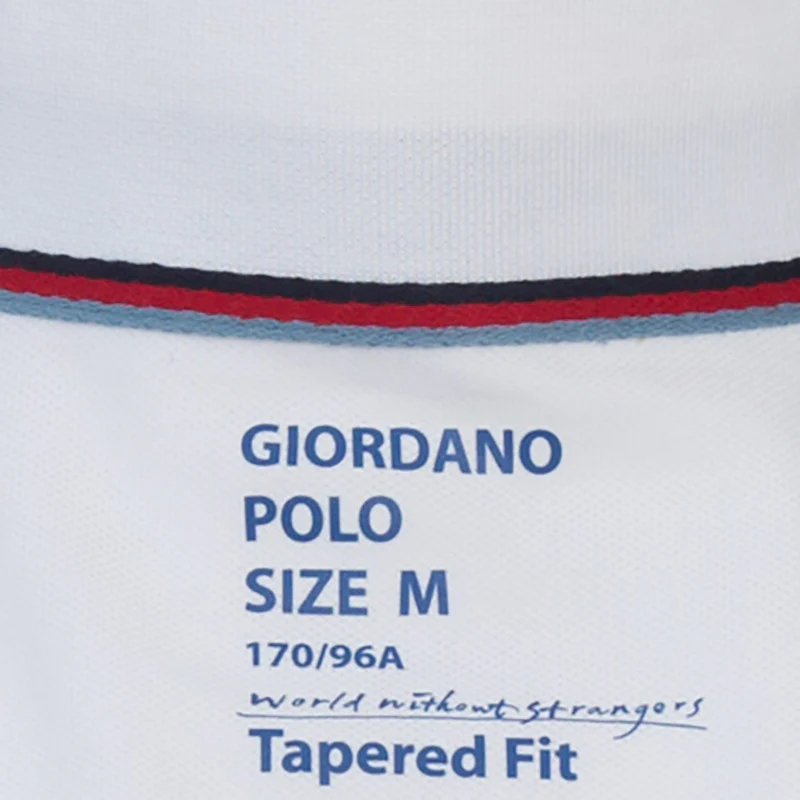 GIORDANO
POLO
SIZE M
170/96A
world without strangers
Tapered Fit